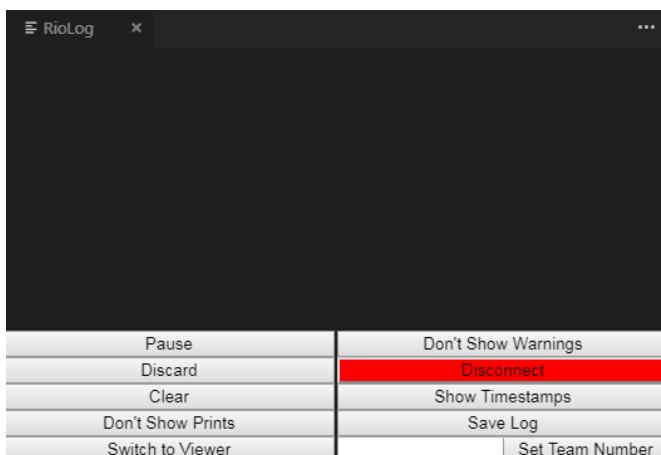 RioLog
Pause
Don't Show Warnings
Discard
Disconnect
Clear
Show Timestamps
Don't Show Prints
Save Log
Switch to Viewer
Set Team Number